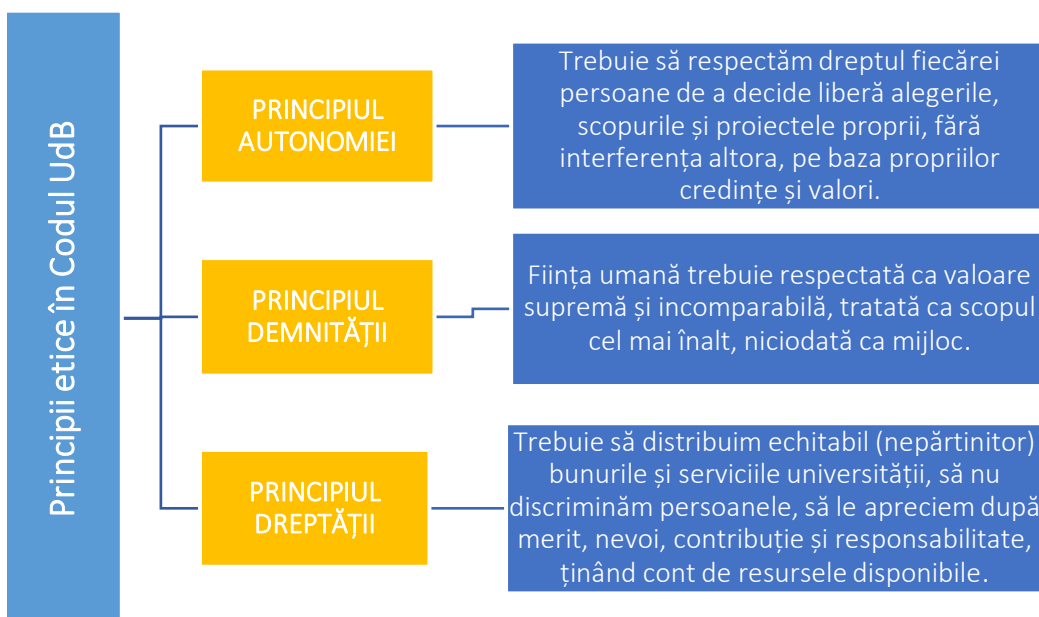 Principii etice în Codul UdB
PRINCIPIUL
AUTONOMIEI
Trebuie să respectăm dreptul fiecărei
persoane de a decide liberă alegerile,
scopurile și proiectele proprii, fără
interferența altora, pe baza propriilor
credințe și valori.
PRINCIPIUL
DEMNITĂȚII
Ființa umană trebuie respectată ca valoare
supremă și incomparabilă, tratată ca scopul
cel mai înalt, niciodată ca mijloc.
PRINCIPIUL
DREPTĂȚII
Trebuie să distribuim echitabil (nepărtinitor)
bunurile și serviciile universității, să nu
discriminăm persoanele, să le apreciem după
merit, nevoi, contribuție și responsabilitate,
ținând cont de resursele disponibile.